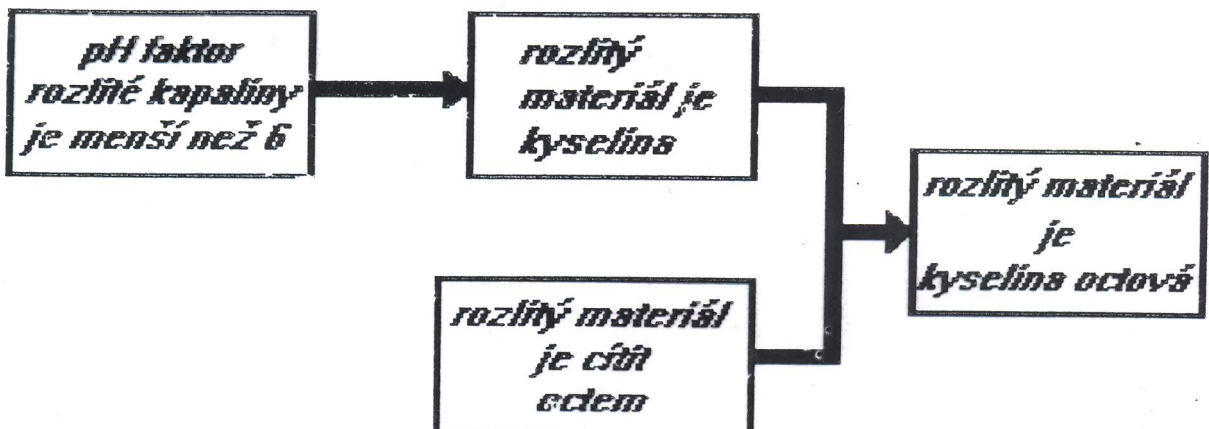 pH faktor
rozlité kapaliny
je menší než 6
rozlitý
materiál je
kyselina
rozlitý materiál
je cítit
octem
rozlitý materiál
je
kyselina octová